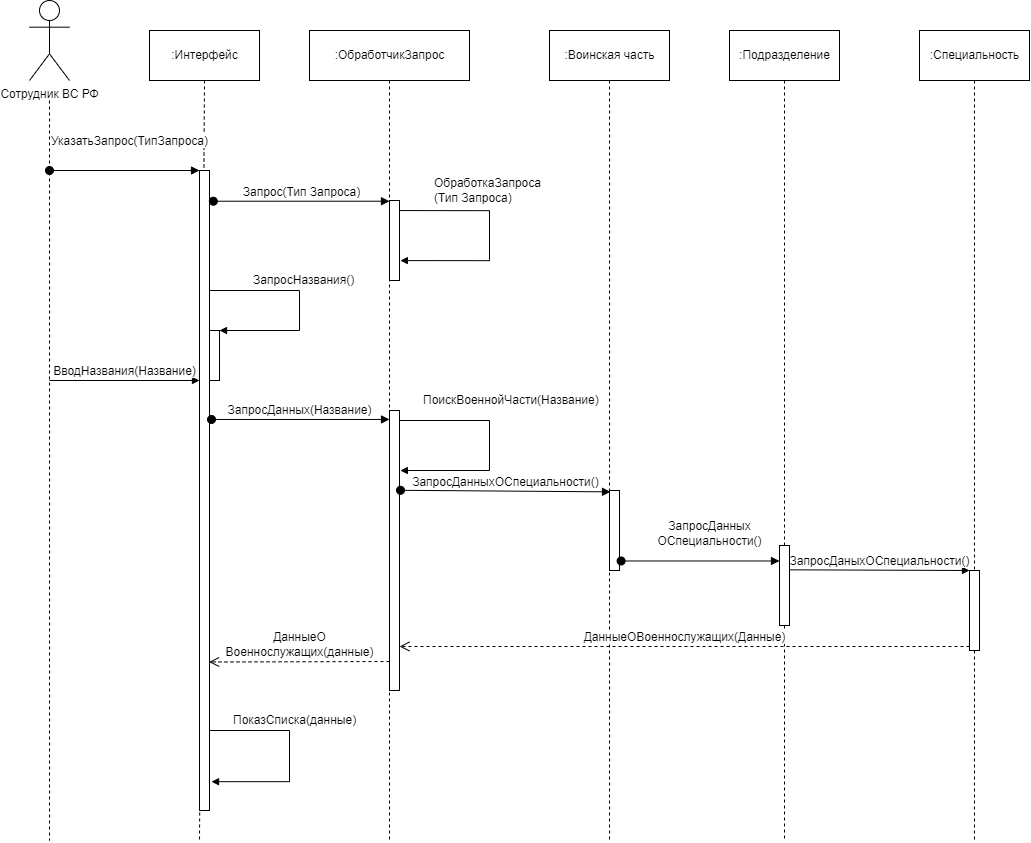 Сотрудник ВС РФ
:Интерфейс
:ОбработчикЗапрос
:Воинская часть
:Подразделение
:Специальность
УказатьЗапрос(ТипЗапроса)
Запрос(Тип Запроса)
ОбработкаЗапроса
(Тип Запроса)
ЗапросНазвания()
ВводНазвания(Название)
ЗапросДанных(Название)
ПоискВоеннойЧасти(Название)
ЗапросДанныхОСпециальности()
ЗапросДанных
ОСпециальности()
ЗапросДаныхОСпециальности()
ДанныеОВоеннослужащих(Данные)
ДанныеО
Военнослужащих(данные)
ПоказСписка(данные)